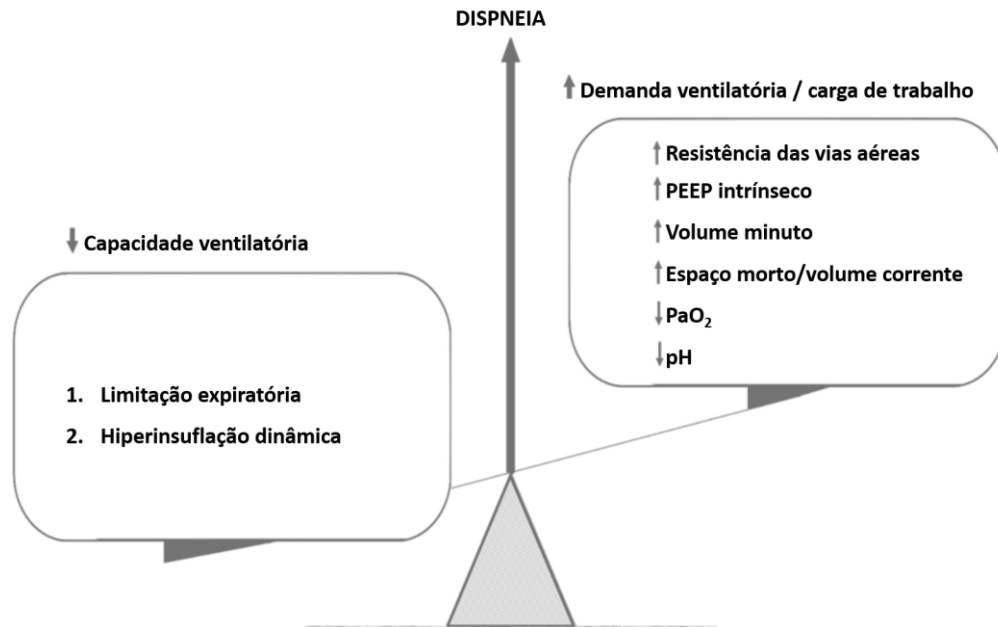 DISPNEIA
↑ Demanda ventilatória / carga de trabalho
↑ Resistência das vias aéreas
↑ PEEP intrínseco
↑ Volume minuto
↑ Espaço morto/volume corrente
↓ PaO₂
↓ pH
↓ Capacidade ventilatória
1. Limitação expiratória
2. Hiperinsuflação dinâmica